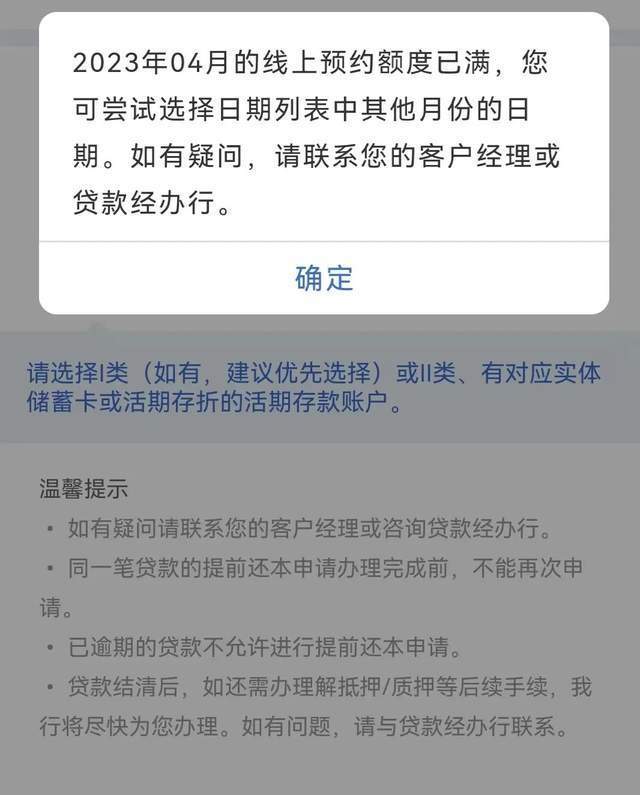 2023年04月的线上预约额度已满，您
可尝试选择日期列表中其他月份的日
期。如有疑问，请联系您的客户经理或
贷款经办行。
确定
请选择I类（如有，建议优先选择）或II类、有对应实体
储蓄卡或活期存折的活期存款账户。
温馨提示
• 如有疑问请联系您的客户经理或咨询贷款经办行。
• 同一笔贷款的提前还本申请办理完成前，不能再次申
请。
• 已逾期的贷款不允许进行提前还本申请。
• 贷款结清后，如还需办理解抵押/质押等后续手续，我
行将尽快为您办理。如有问题，请与贷款经办行联系。